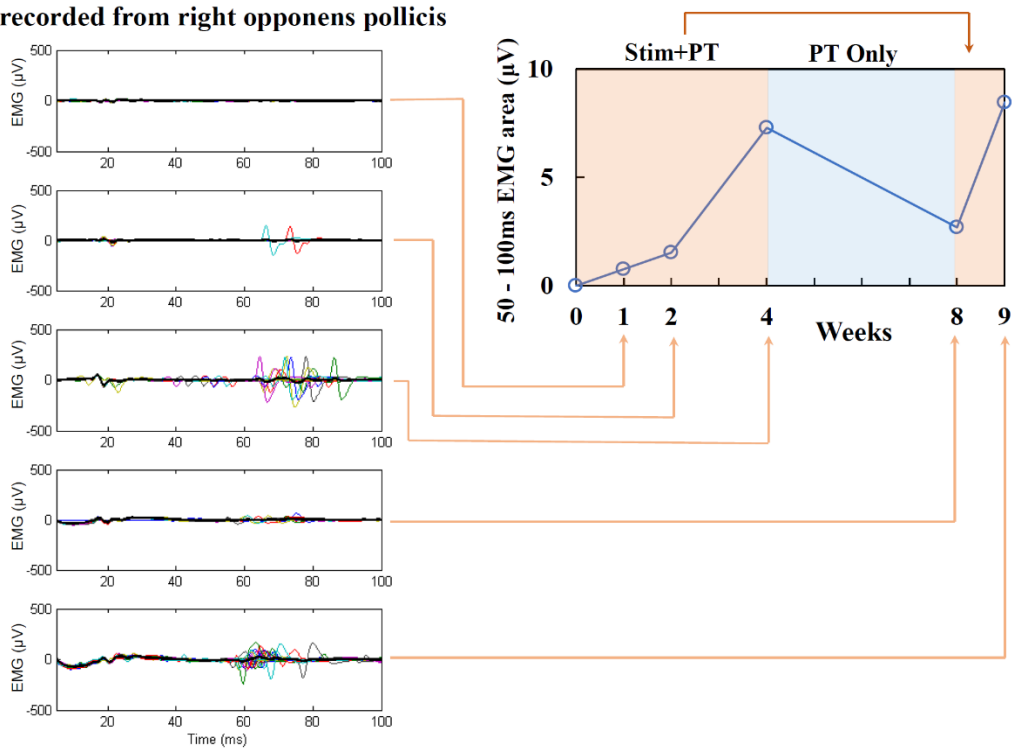 recorded from right opponens pollicis
EMG (µV)
500
0
-500
20 40 60 80 100
EMG (µV)
500
0
-500
20 40 60 80 100
EMG (µV)
500
0
-500
20 40 60 80 100
EMG (µV)
500
0
-500
20 40 60 80 100
EMG (µV)
500
0
-500
20 40 60 80 100
Time (ms)
Stim+PT PT Only
50 - 100ms EMG area (µV)
10
5
0
0 1 2 4 8 9
Weeks